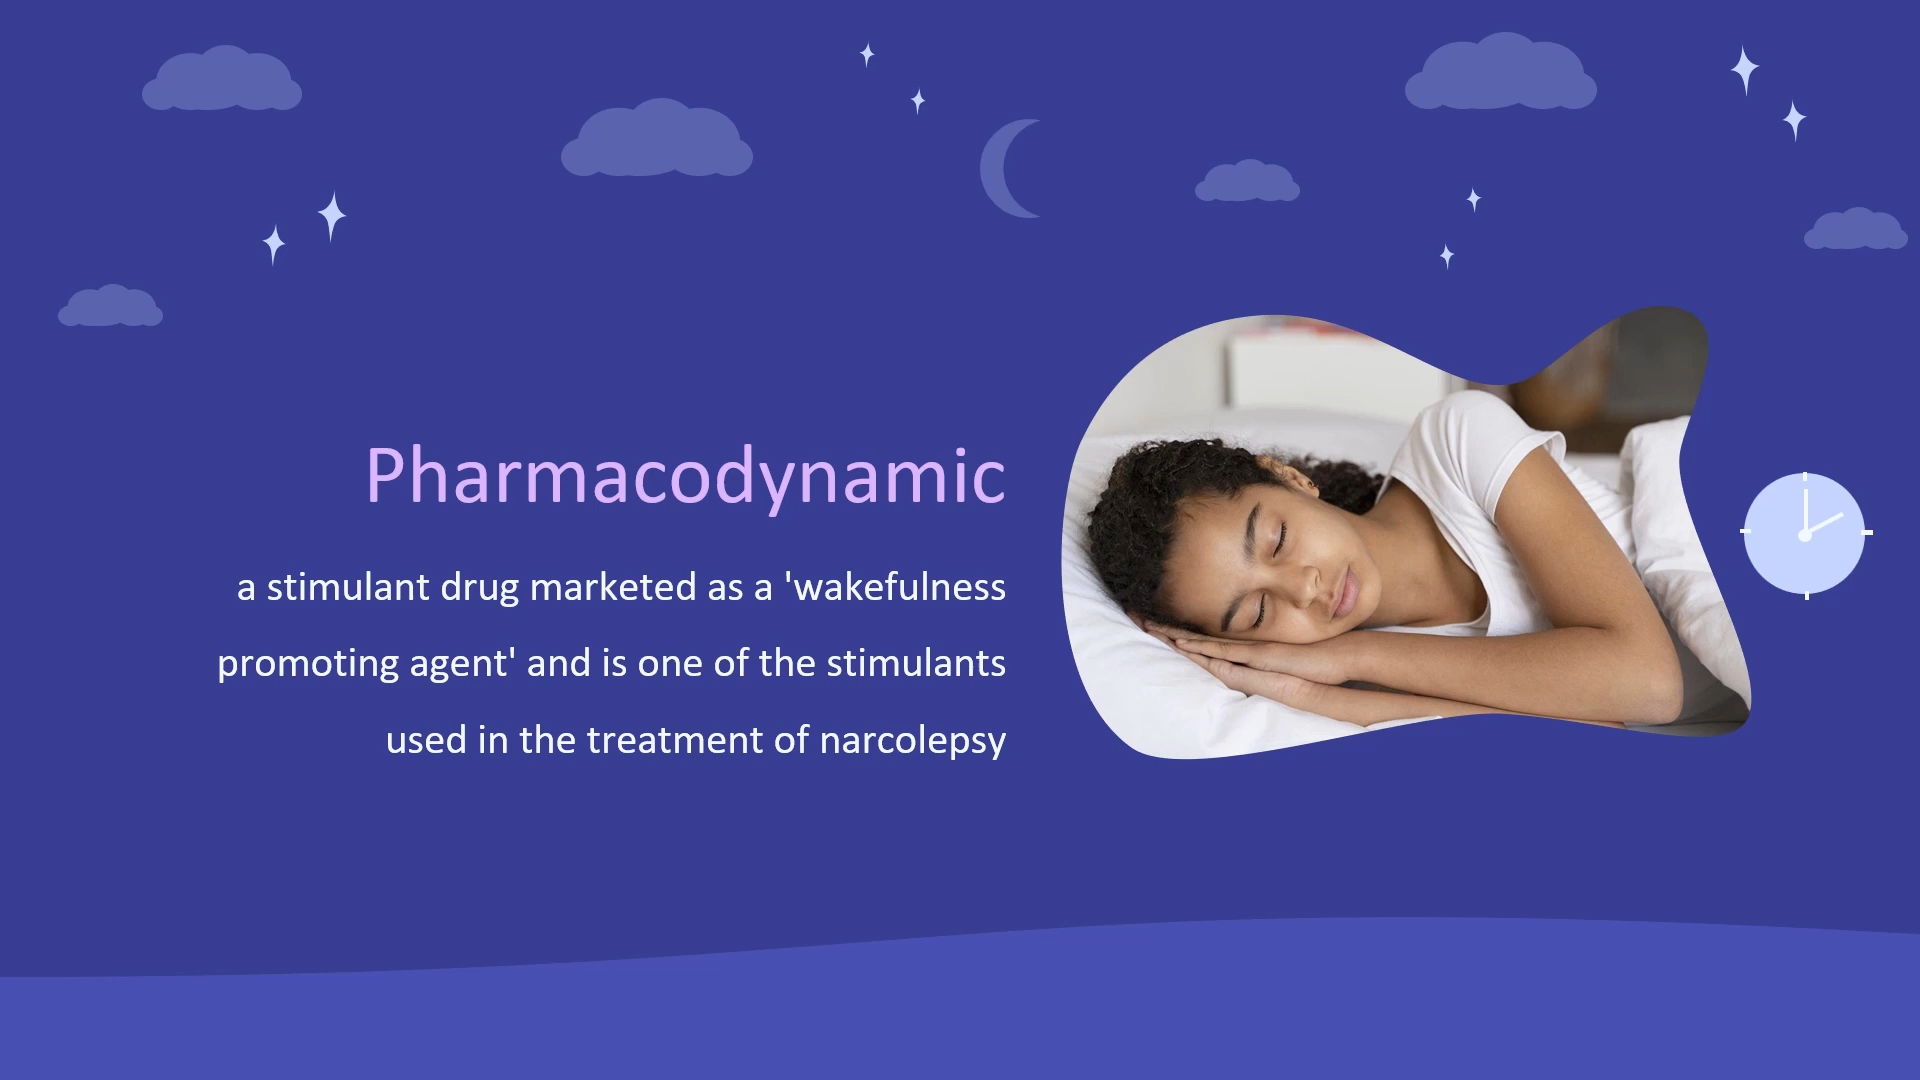 Pharmacodynamic
a stimulant drug marketed as a 'wakefulness
promoting agent' and is one of the stimulants
used in the treatment of narcolepsy